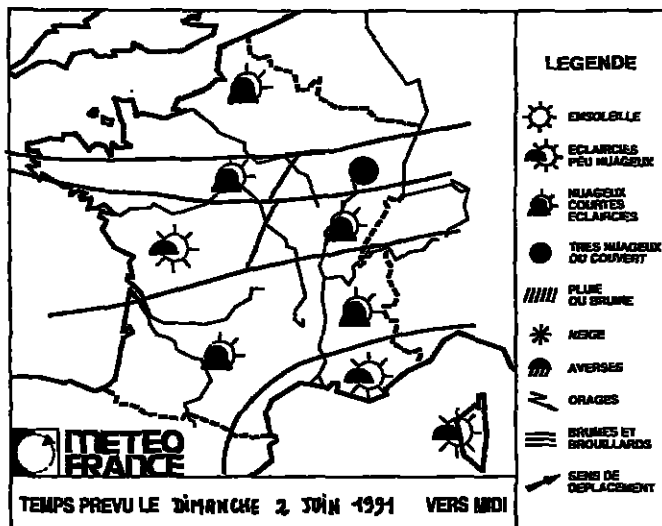 LEGENDE
ENSOLEILLE
ECLAIRCIES
PEU NUAGEUX
NUAGEUX
COURTES
ECLAIRCIES
TRES NUAGEUX
OU COUVERT
PLUIE
OU BRUME
NEIGE
AVERSES
ORAGES
BRUMES ET
BROUILLARDS
SENS DE
DEPLACEMENT
METEO
FRANCE
TEMPS PREVU LE DIMANCHE 2 JUIN 1991 VERS MIDI